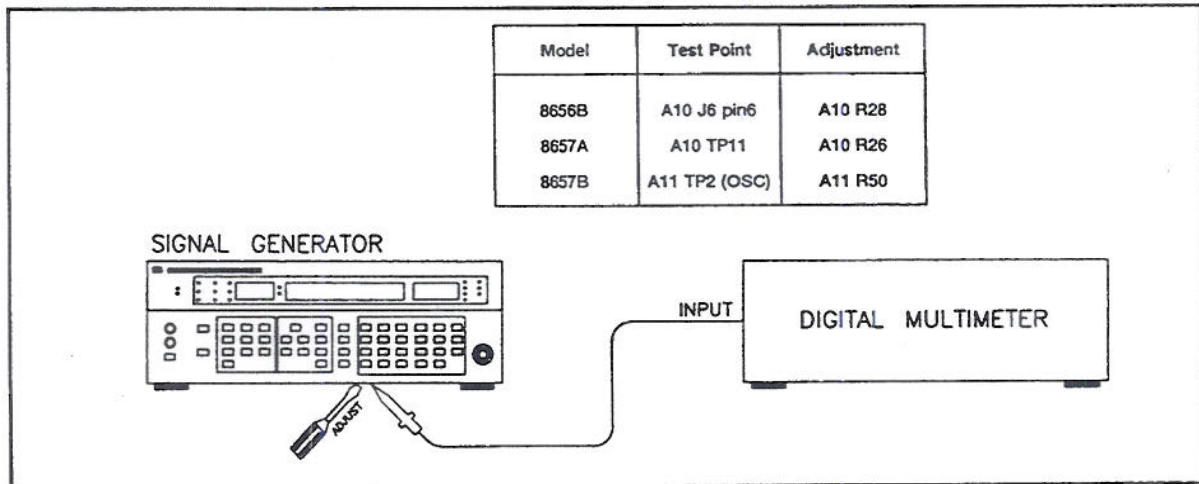 Model Test Point Adjustment
8656B A10 J6 pin6 A10 R28
8657A A10 TP11 A10 R26
8657B A11 TP2 (OSC) A11 R50
SIGNAL GENERATOR
INPUT
DIGITAL MULTIMETER
ADJUST